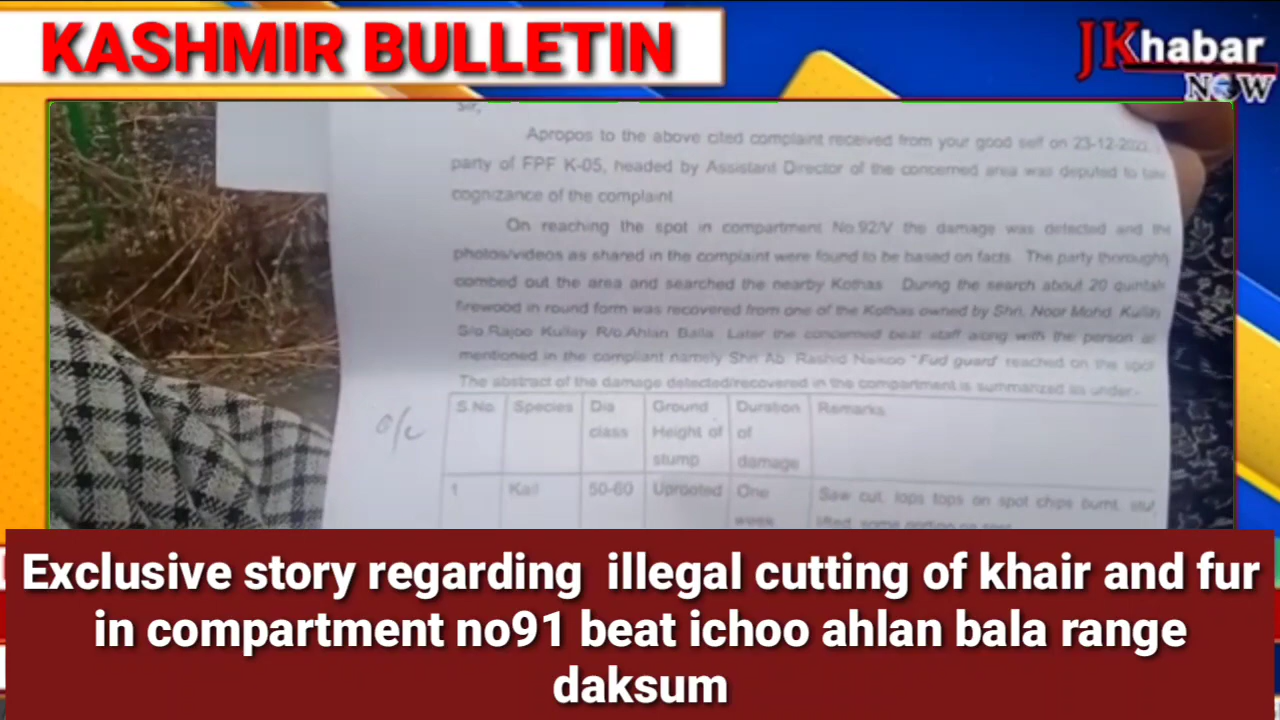 KASHMIR BULLETIN
JKhabar
NOW
Sir,
Apropos to the above cited complaint received from your good self on 23-12-
party of FPF K-05, headed by Assistant Director of the concerned area was deputed to
cognizance of the complaint
On reaching the spot in compartment No.92/V the damage was detected and the
photos/videos as shared in the complaint were found to be based on facts. The party thorough
combed out the area and searched the nearby Kothas. During the search about 20 quintal
firewood in round form was recovered from one of the Kothas owned by Shri. Noor Mohd. Kullay
S/o.Rajoo Kullay R/o.Ahlan Balla. Later the concerned beat staff along with the person as
mentioned in the compliant namely Shri Ab. Rashid Naikoo "Fud guard" reached on the spot
The abstract of the damage detected/recovered in the compartment is summarized as under:-
S.No. Species Dia class Ground Height of stump Duration of damage Remarks
o/c
1 Kail 50-60 Uprooted One week Saw cut, lops tops on spot chips burnt,
Exclusive story regarding illegal cutting of khair and fur
in compartment no91 beat ichoo ahlan bala range
daksum